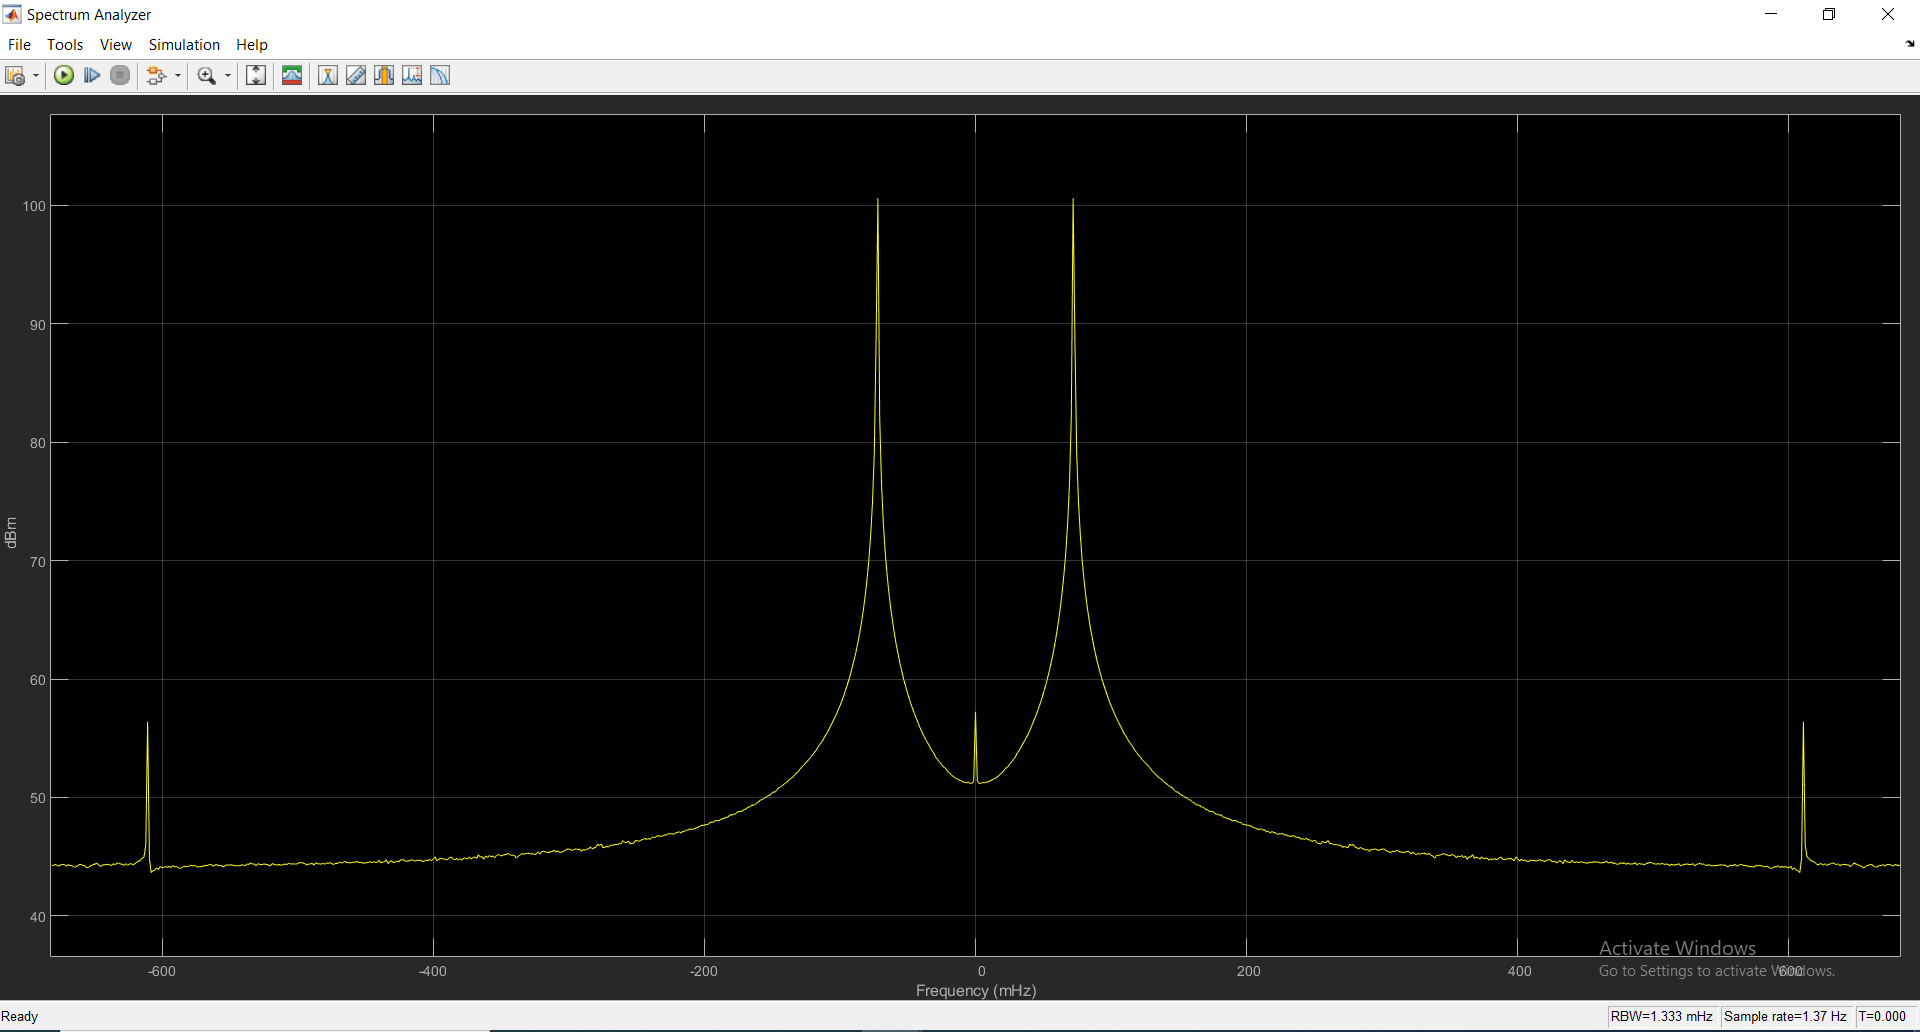 Spectrum Analyzer
File Tools View Simulation Help
100
90
80
70
60
50
40
dBm
-600 -400 -200 0 200 400 600
Frequency (mHz)
Activate Windows
Go to Settings to activate Windows.
Ready
RBW=1.333 mHz Sample rate=1.37 Hz T=0.000